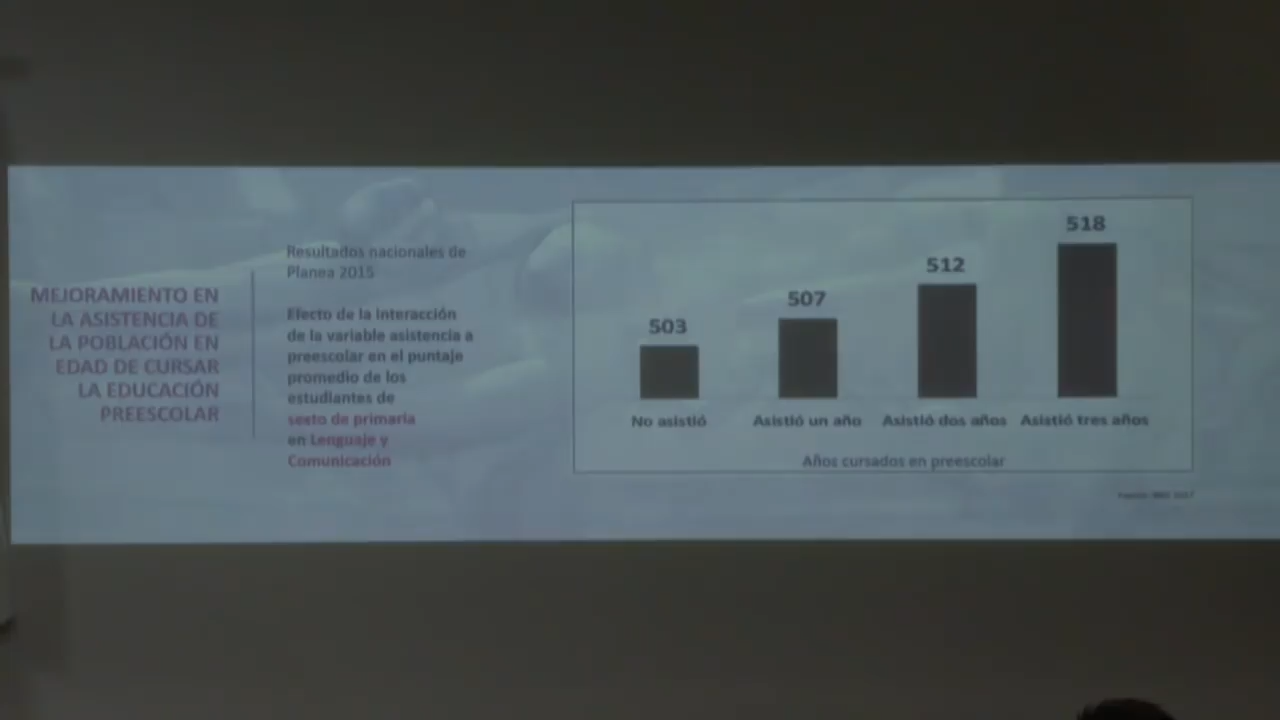 MEJORAMIENTO EN
LA ASISTENCIA DE
LA POBLACIÓN EN
EDAD DE CURSAR
LA EDUCACIÓN
PREESCOLAR
Resultados nacionales de
Planea 2015
Efecto de la interacción
de la variable asistencia a
preescolar en el puntaje
promedio de los
estudiantes de
sexto de primaria
en Lenguaje y
Comunicación
503
507
512
518
No asistió
Asistió un año
Asistió dos años
Asistió tres años
Años cursados en preescolar